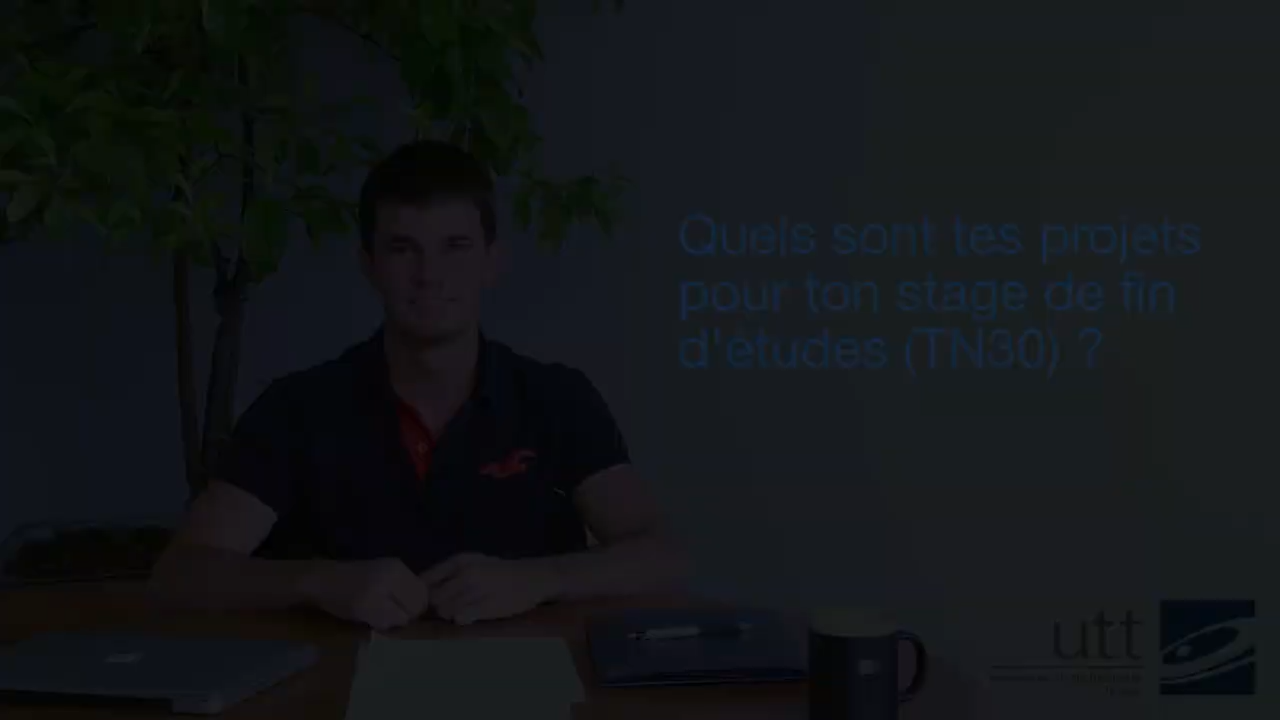 Quels sont tes projets
pour ton stage de fin
d'études (TN30) ?
utt